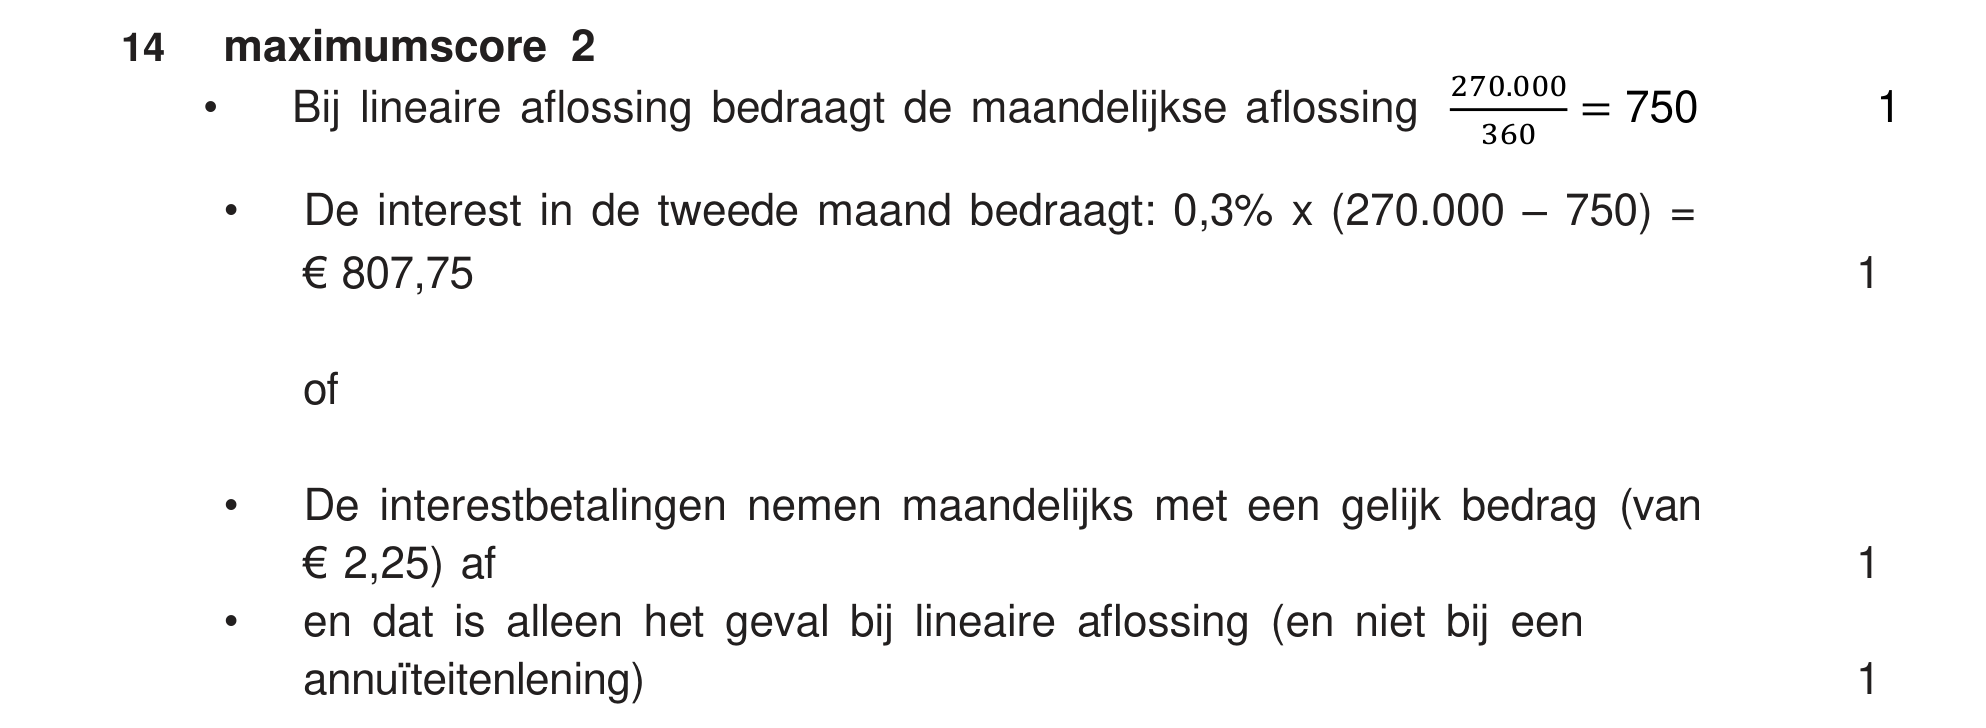 14 maximumscore 2
• Bij lineaire aflossing bedraagt de maandelijkse aflossing 270.000/360 = 750 1
• De interest in de tweede maand bedraagt: 0,3% x (270.000 – 750) =
€ 807,75 1
of
• De interestbetalingen nemen maandelijks met een gelijk bedrag (van
€ 2,25) af 1
• en dat is alleen het geval bij lineaire aflossing (en niet bij een
annuïteitenlening) 1